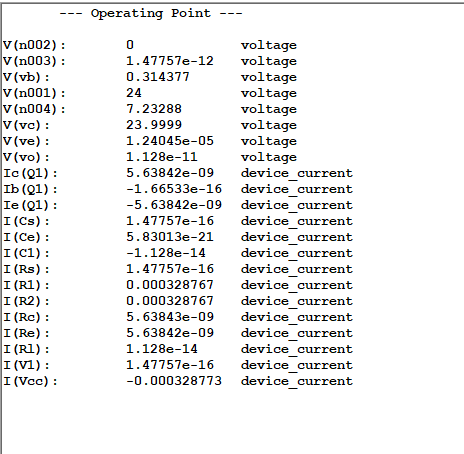 --- Operating Point ---
V(n002): 0 voltage
V(n003): 1.47757e-12 voltage
V(vb): 0.314377 voltage
V(n001): 24 voltage
V(n004): 7.23288 voltage
V(vc): 23.9999 voltage
V(ve): 1.24045e-05 voltage
V(vo): 1.128e-11 voltage
Ic(Q1): 5.63842e-09 device_current
Ib(Q1): -1.66533e-16 device_current
Ie(Q1): -5.63842e-09 device_current
I(Cs): 1.47757e-16 device_current
I(Ce): 5.83013e-21 device_current
I(C1): -1.128e-14 device_current
I(Rs): 1.47757e-16 device_current
I(R1): 0.000328767 device_current
I(R2): 0.000328767 device_current
I(Rc): 5.63843e-09 device_current
I(Re): 5.63842e-09 device_current
I(Rl): 1.128e-14 device_current
I(V1): 1.47757e-16 device_current
I(Vcc): -0.000328773 device_current